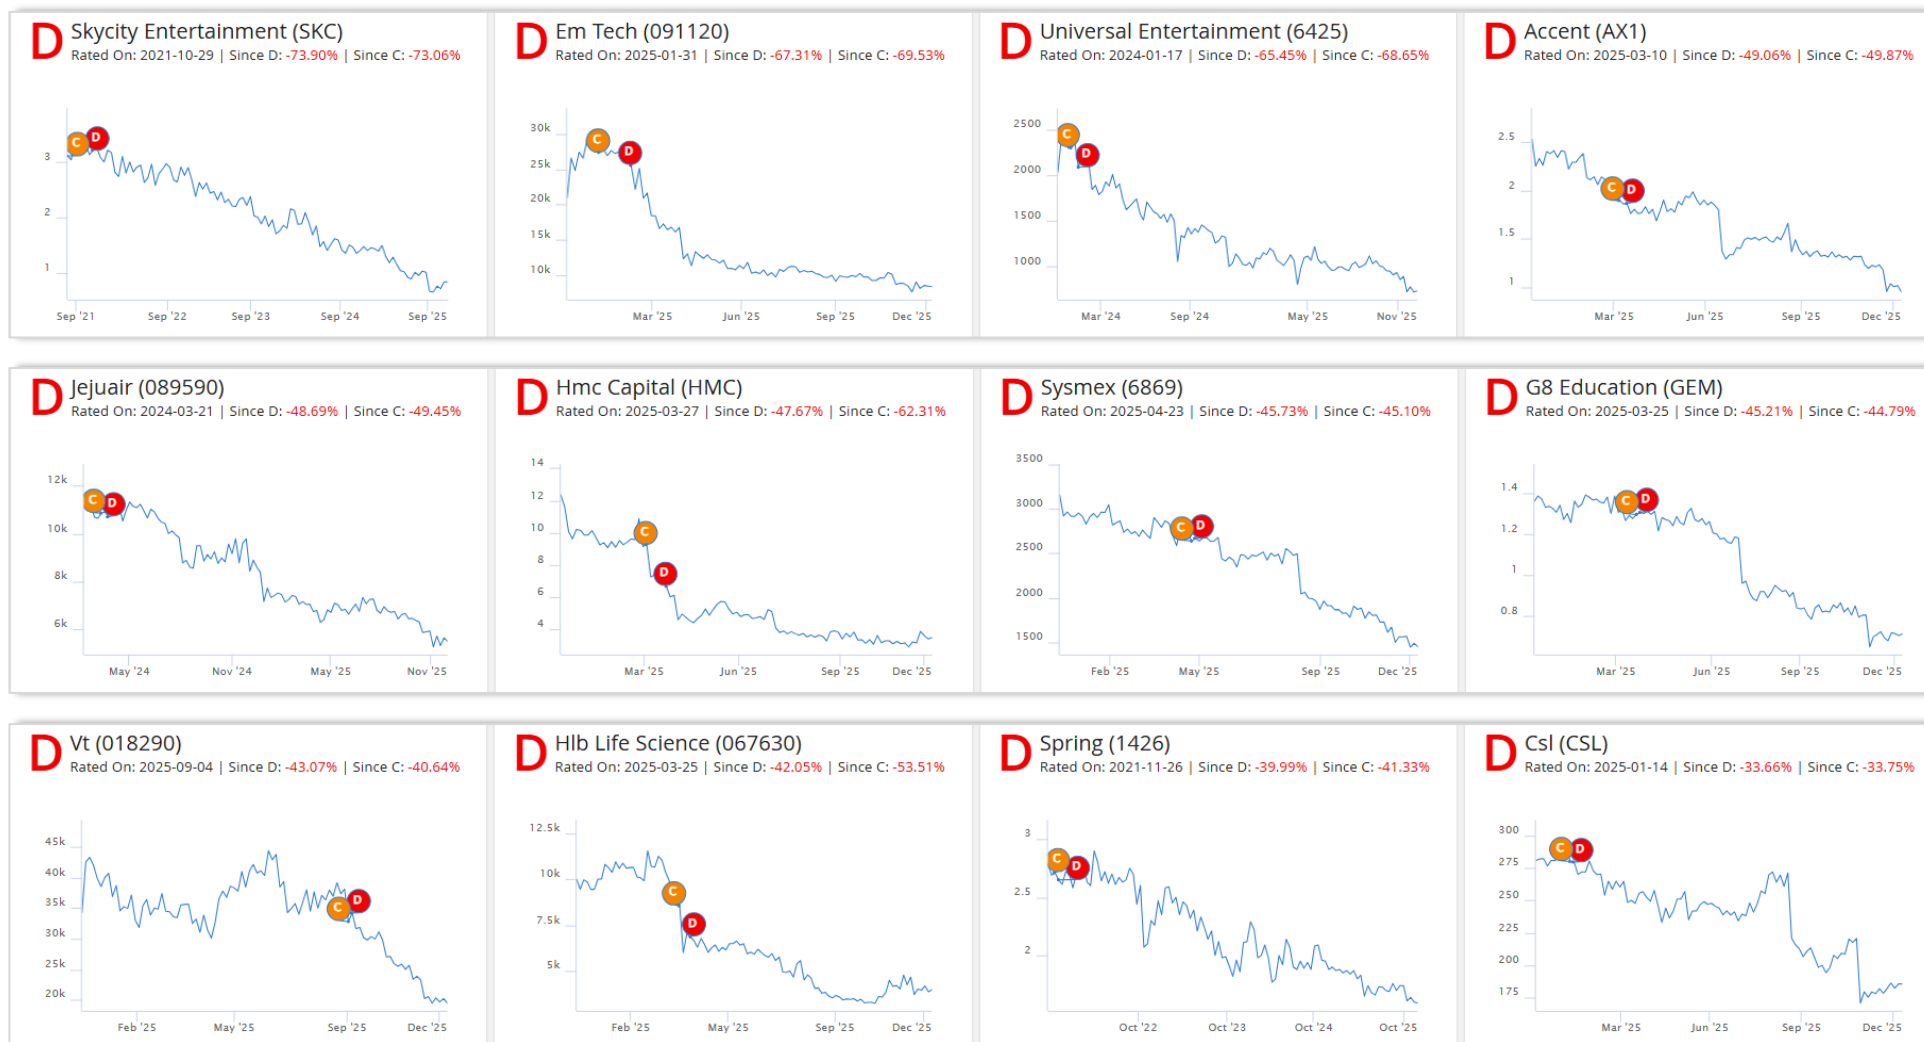 D Skycity Entertainment (SKC)
Rated On: 2021-10-29 | Since D: -73.90% | Since C: -73.06%
3
2
1
C D
Sep '21 Sep '22 Sep '23 Sep '24 Sep '25
D Em Tech (091120)
Rated On: 2025-01-31 | Since D: -67.31% | Since C: -69.53%
30k
25k
20k
15k
10k
C D
Mar '25 Jun '25 Sep '25 Dec '25
D Universal Entertainment (6425)
Rated On: 2024-01-17 | Since D: -65.45% | Since C: -68.65%
2500
2000
1500
1000
C D
Mar '24 Sep '24 May '25 Nov '25
D Accent (AX1)
Rated On: 2025-03-10 | Since D: -49.06% | Since C: -49.87%
2.5
2
1.5
1
C D
Mar '25 Jun '25 Sep '25 Dec '25
D Jejuair (089590)
Rated On: 2024-03-21 | Since D: -48.69% | Since C: -49.45%
12k
10k
8k
6k
C D
May '24 Nov '24 May '25 Nov '25
D Hmc Capital (HMC)
Rated On: 2025-03-27 | Since D: -47.67% | Since C: -62.31%
14
12
10
8
6
4
C D
Mar '25 Jun '25 Sep '25 Dec '25
D Sysmex (6869)
Rated On: 2025-04-23 | Since D: -45.73% | Since C: -45.10%
3500
3000
2500
2000
1500
C D
Feb '25 May '25 Sep '25 Dec '25
D G8 Education (GEM)
Rated On: 2025-03-25 | Since D: -45.21% | Since C: -44.79%
1.4
1.2
1
0.8
C D
Mar '25 Jun '25 Sep '25 Dec '25
D Vt (018290)
Rated On: 2025-09-04 | Since D: -43.07% | Since C: -40.64%
45k
40k
35k
30k
25k
20k
C D
Feb '25 May '25 Sep '25 Dec '25
D Hlb Life Science (067630)
Rated On: 2025-03-25 | Since D: -42.05% | Since C: -53.51%
12.5k
10k
7.5k
5k
C D
Feb '25 May '25 Sep '25 Dec '25
D Spring (1426)
Rated On: 2021-11-26 | Since D: -39.99% | Since C: -41.33%
3
2.5
2
C D
Oct '22 Oct '23 Oct '24 Oct '25
D Csl (CSL)
Rated On: 2025-01-14 | Since D: -33.66% | Since C: -33.75%
300
275
250
225
200
175
C D
Mar '25 Jun '25 Sep '25 Dec '25